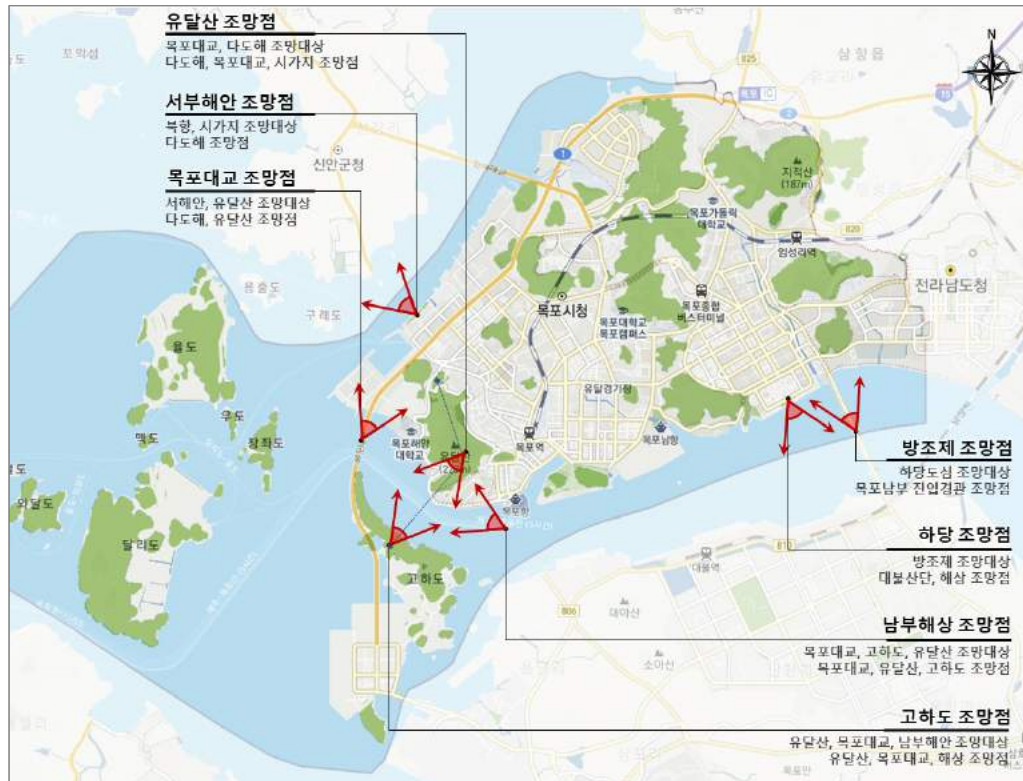 유달산 조망점
목포대교, 다도해 조망대상
다도해, 목포대교, 시가지 조망점
서부해안 조망점
북항, 시가지 조망대상
다도해 조망점
목포대교 조망점
서해안, 유달산 조망대상
다도해, 유달산 조망점
N
삼향읍
825
목포 IC
15
2
1
신안군청
지적산
(187m)
목포가톨릭
대학교
820
임성리역
전라남도청
목포시청
목포종합
버스터미널
목포대학교
목포캠퍼스
구례도
율도
유달경기장
장좌도
목포해양
대학교
목포역
목포남항
외달도
달리도
목포항
고하도
대불역
810
806
대아산
소아산
방조제 조망점
하당도심 조망대상
목포남부 진입경관 조망점
하당 조망점
방조제 조망대상
대불산단, 해상 조망점
남부해상 조망점
목포대교, 고하도, 유달산 조망대상
목포대교, 유달산, 고하도 조망점
고하도 조망점
유달산, 목포대교, 남부해안 조망대상
유달산, 목포대교, 해상 조망점